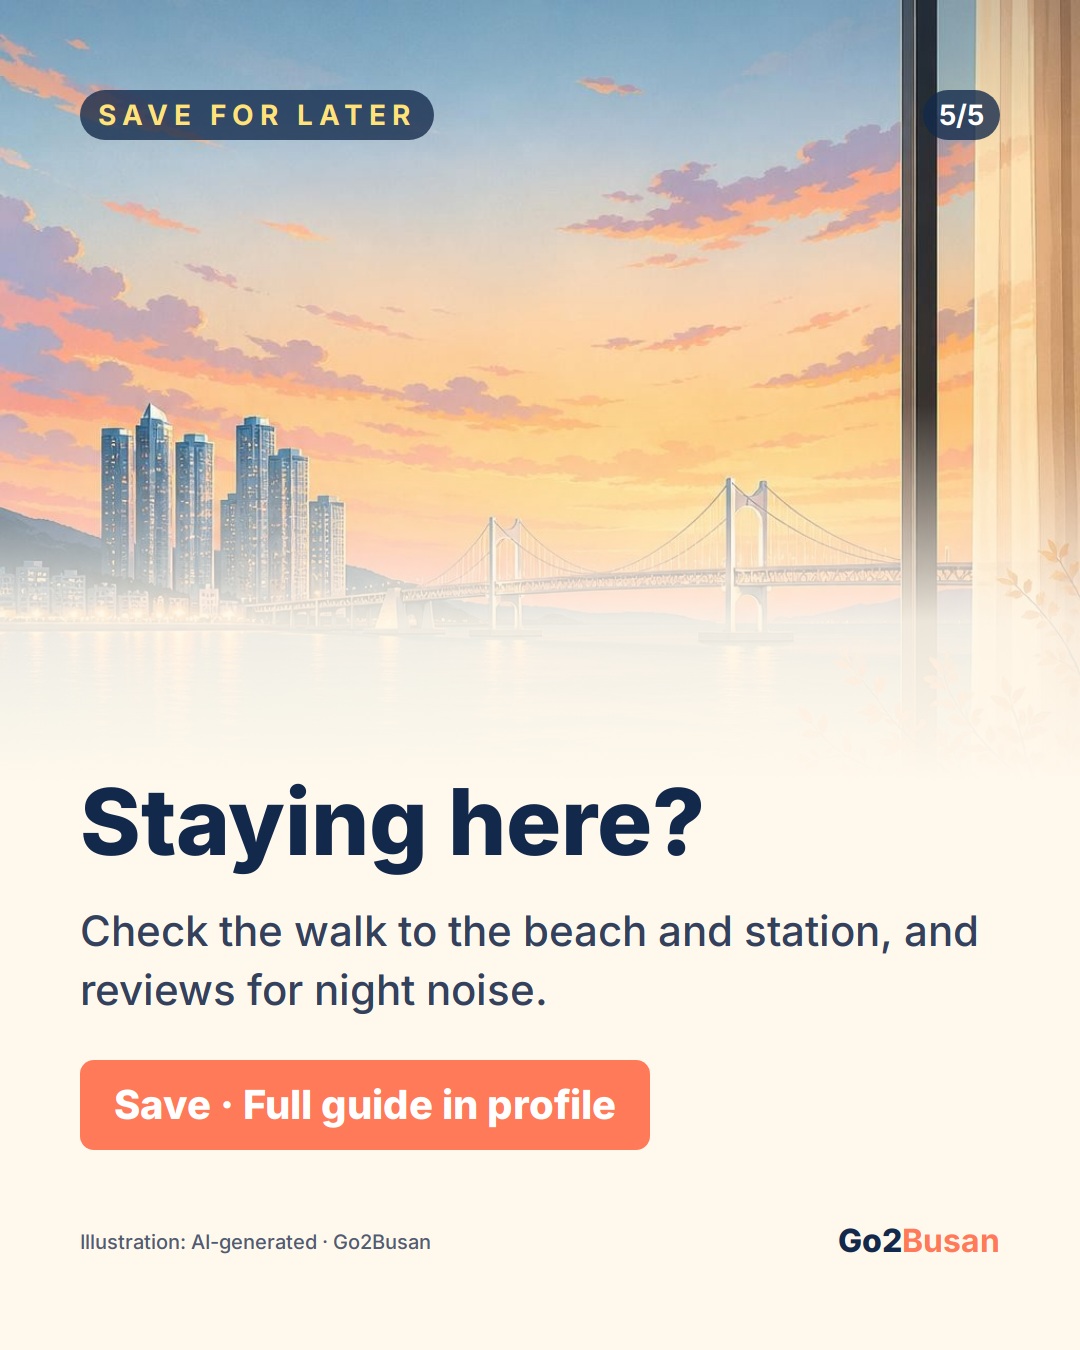 SAVE FOR LATER
5/5
Staying here?
Check the walk to the beach and station, and
reviews for night noise.
Save · Full guide in profile
Illustration: AI-generated · Go2Busan
Go2Busan